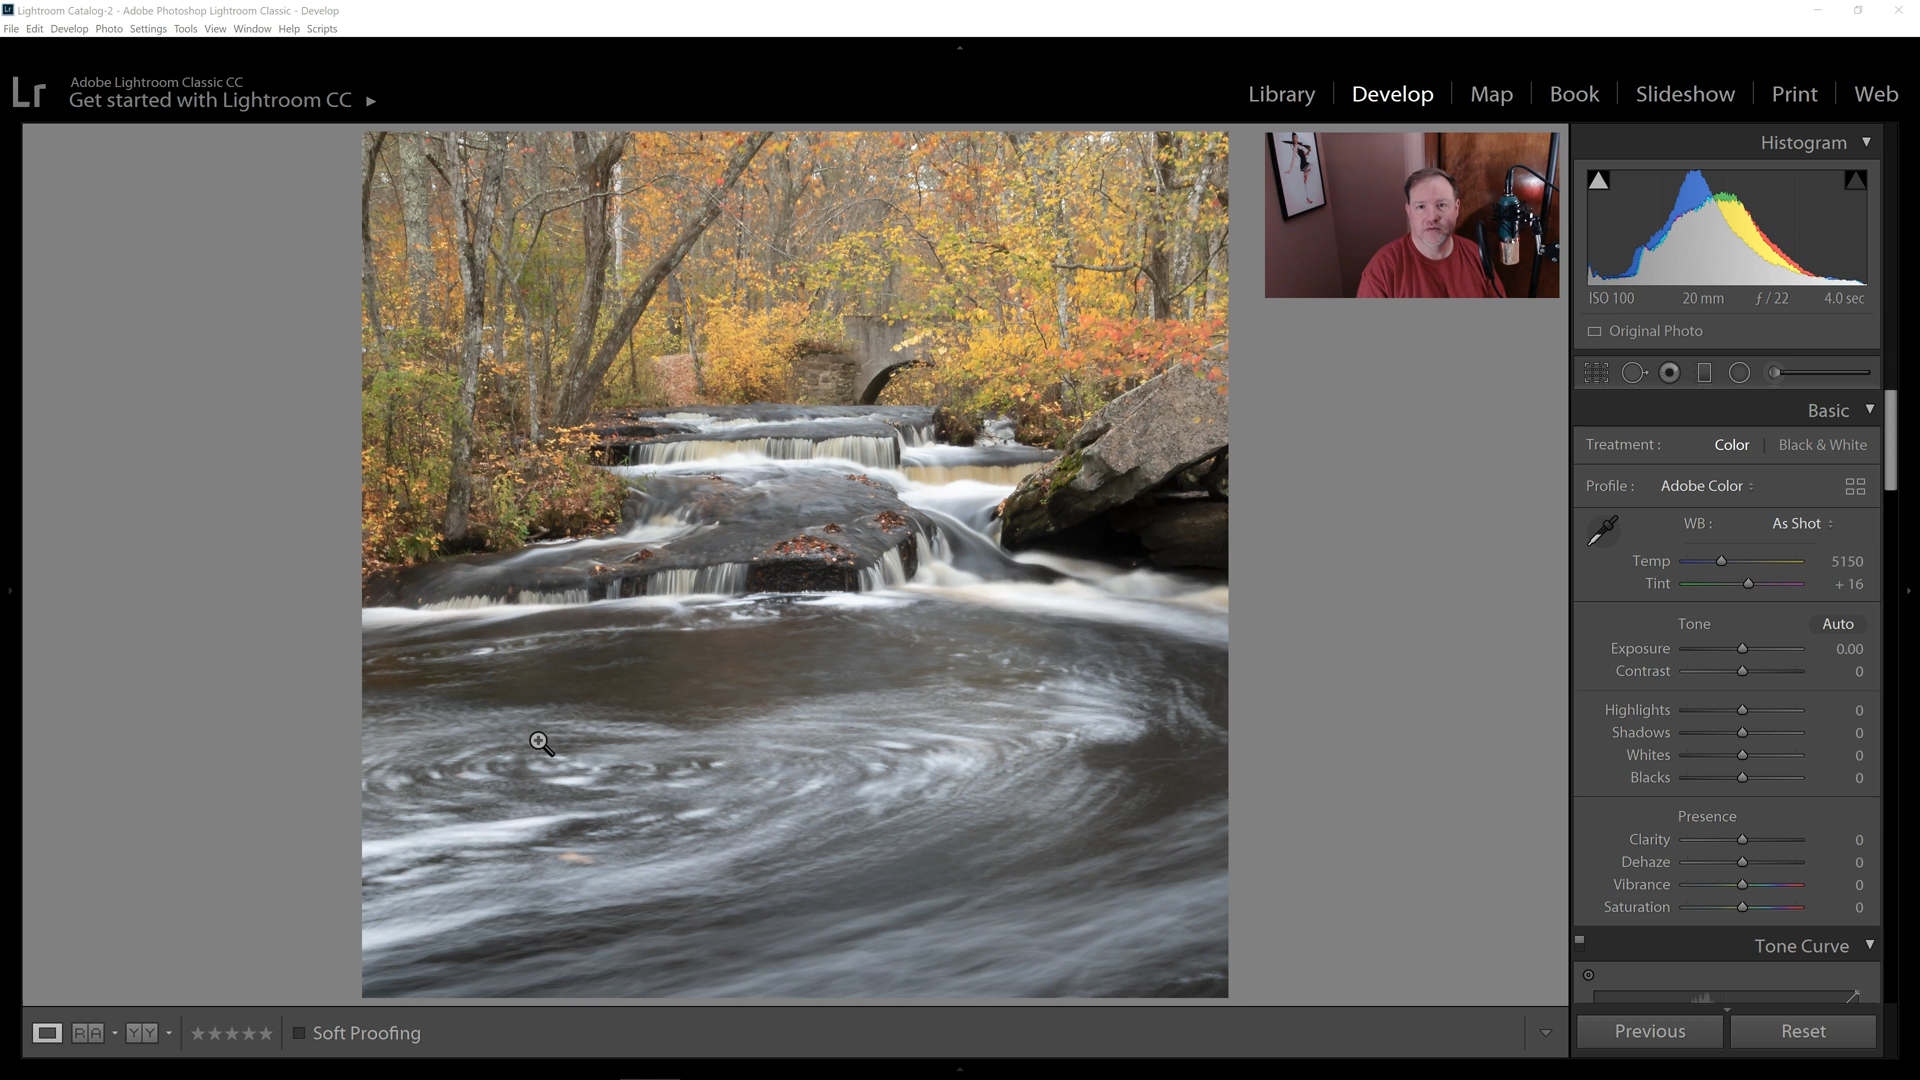 Lr Lightroom Catalog-2 - Adobe Photoshop Lightroom Classic - Develop
File Edit Develop Photo Settings Tools View Window Help Scripts
Lr
Adobe Lightroom Classic CC
Get started with Lightroom CC ▶
Library | Develop | Map | Book | Slideshow | Print | Web
Histogram
ISO 100 20 mm ƒ / 22 4.0 sec
Original Photo
Basic
Treatment : Color | Black & White
Profile : Adobe Color
WB : As Shot
Temp 5150
Tint + 16
Tone Auto
Exposure 0.00
Contrast 0
Highlights 0
Shadows 0
Whites 0
Blacks 0
Presence
Clarity 0
Dehaze 0
Vibrance 0
Saturation 0
Tone Curve
R A Y Y Soft Proofing
Previous Reset